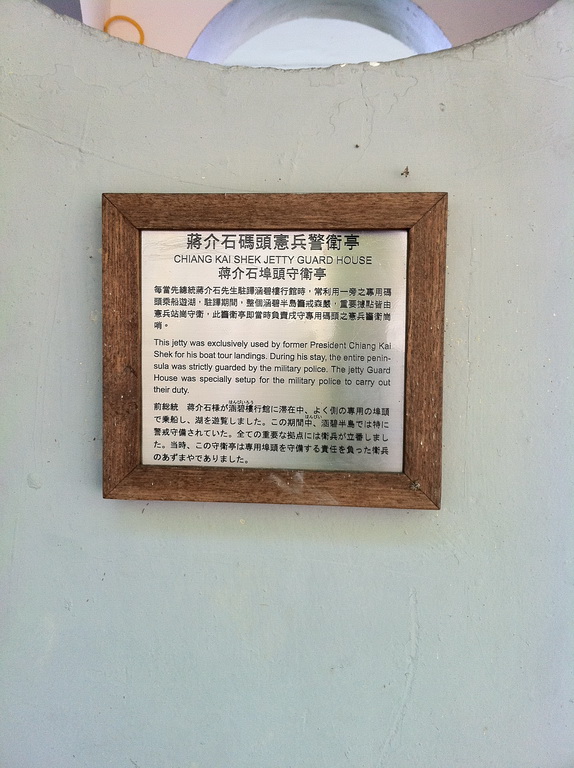 蔣介石碼頭憲兵警衛亭
CHIANG KAI SHEK JETTY GUARD HOUSE
蒋介石埠頭守衛亭
每當先總統蔣介石先生駐蹕涵碧樓行館時，常利用一旁之專用碼
頭乘船遊湖，駐蹕期間，整個涵碧半島警戒森嚴，重要據點皆由
憲兵站崗守衛，此警衛亭即當時負責戍守專用碼頭之憲兵警衛崗
哨。
This jetty was exclusively used by former President Chiang Kai
Shek for his boat tour landings. During his stay, the entire penin-
sula was strictly guarded by the military police. The jetty Guard
House was specially setup for the military police to carry out
their duty.
はんぴいろう
前総統　蒋介石様が涵碧樓行館に滞在中、よく側の専用の埠頭
はんぴい
で乗船し、湖を遊覧しました。この期間中、涵碧半島では特に
警戒守備されていた。全ての重要な拠点には衛兵が立番しまし
た。当時、この守衛亭は専用埠頭を守備する責任を負った衛兵
のあずまやでありました。